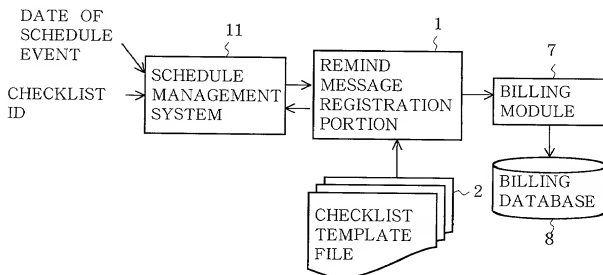 DATE OF
SCHEDULE
EVENT
CHECKLIST
ID
11
SCHEDULE
MANAGEMENT
SYSTEM
1
REMIND
MESSAGE
REGISTRATION
PORTION
7
BILLING
MODULE
2
CHECKLIST
TEMPLATE
FILE
BILLING
DATABASE
8